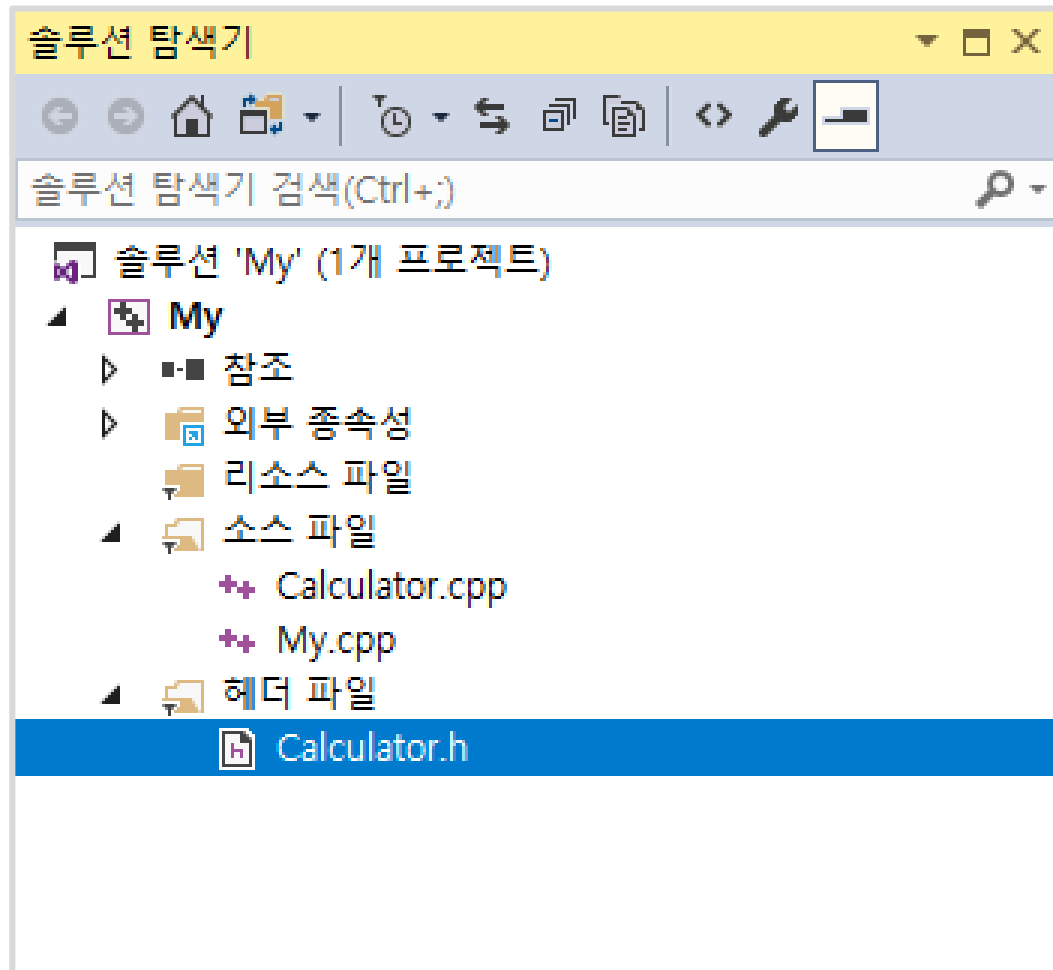 솔루션 탐색기
솔루션 탐색기 검색(Ctrl+;)
솔루션 'My' (1개 프로젝트)
My
참조
외부 종속성
리소스 파일
소스 파일
Calculator.cpp
My.cpp
헤더 파일
Calculator.h